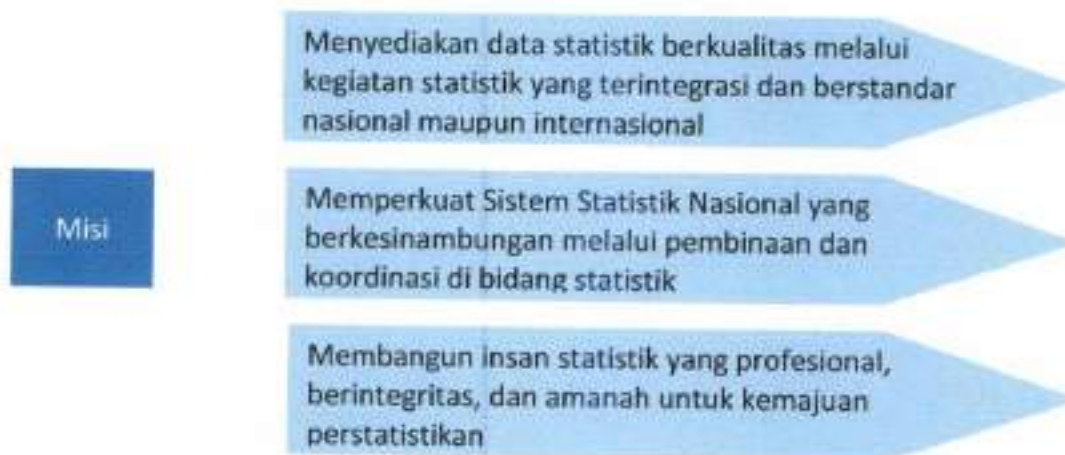 Menyediakan data statistik berkualitas melalui
kegiatan statistik yang terintegrasi dan berstandar
nasional maupun internasional
Misi
Memperkuat Sistem Statistik Nasional yang
berkesinambungan melalui pembinaan dan
koordinasi di bidang statistik
Membangun insan statistik yang profesional,
berintegritas, dan amanah untuk kemajuan
perstatistikan